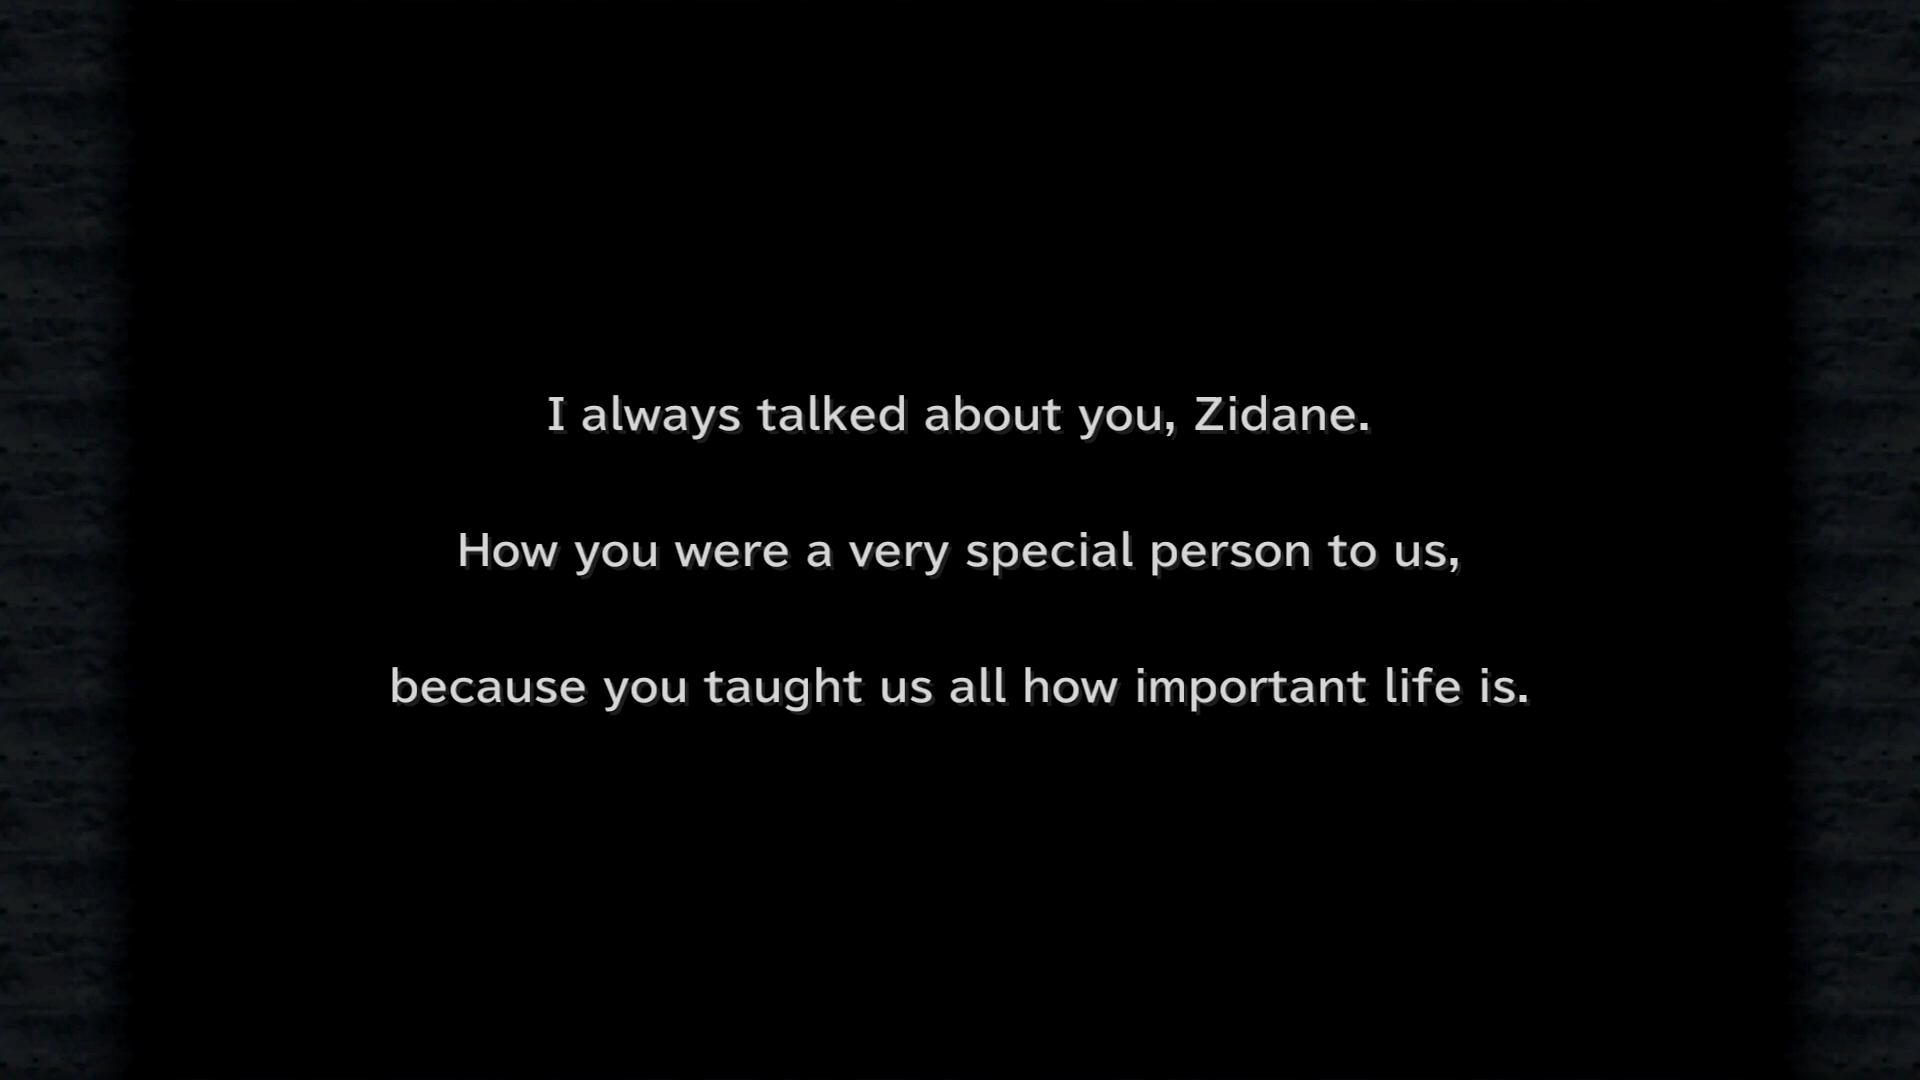 I always talked about you, Zidane.
How you were a very special person to us,
because you taught us all how important life is.